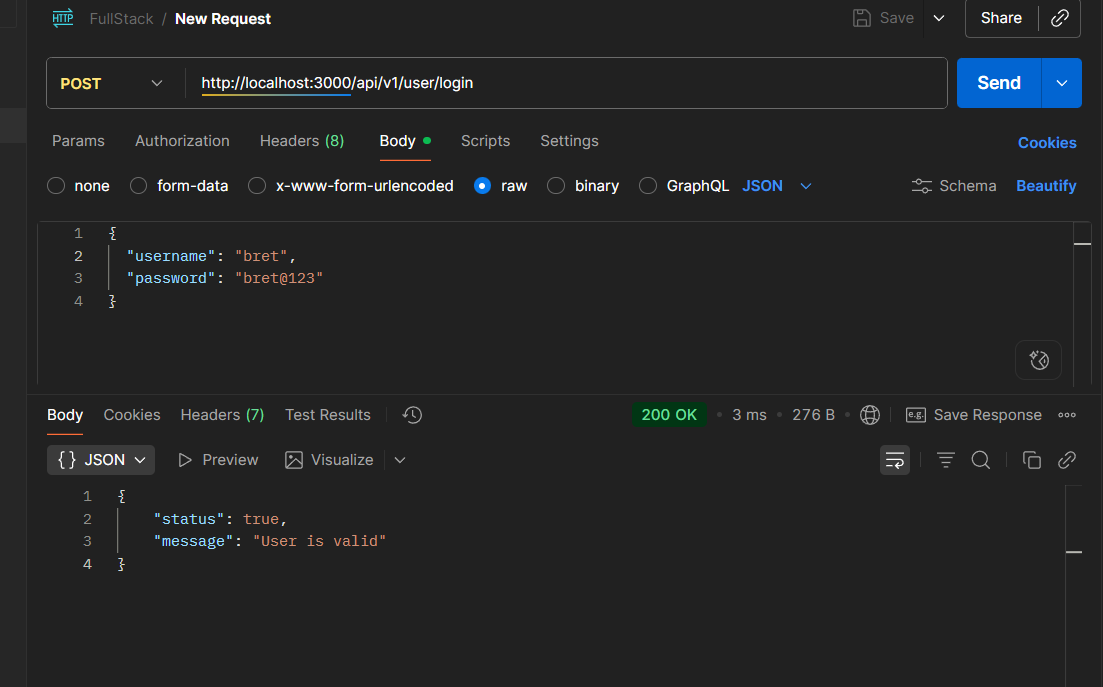 HTTP FullStack / New Request Save Share
POST http://localhost:3000/api/v1/user/login Send
Params Authorization Headers (8) Body Scripts Settings Cookies
none form-data x-www-form-urlencoded raw binary GraphQL JSON Schema Beautify
1 {
2 "username": "bret",
3 "password": "bret@123"
4 }
Body Cookies Headers (7) Test Results 200 OK • 3 ms • 276 B • e.g. Save Response
{} JSON Preview Visualize
1 {
2 "status": true,
3 "message": "User is valid"
4 }